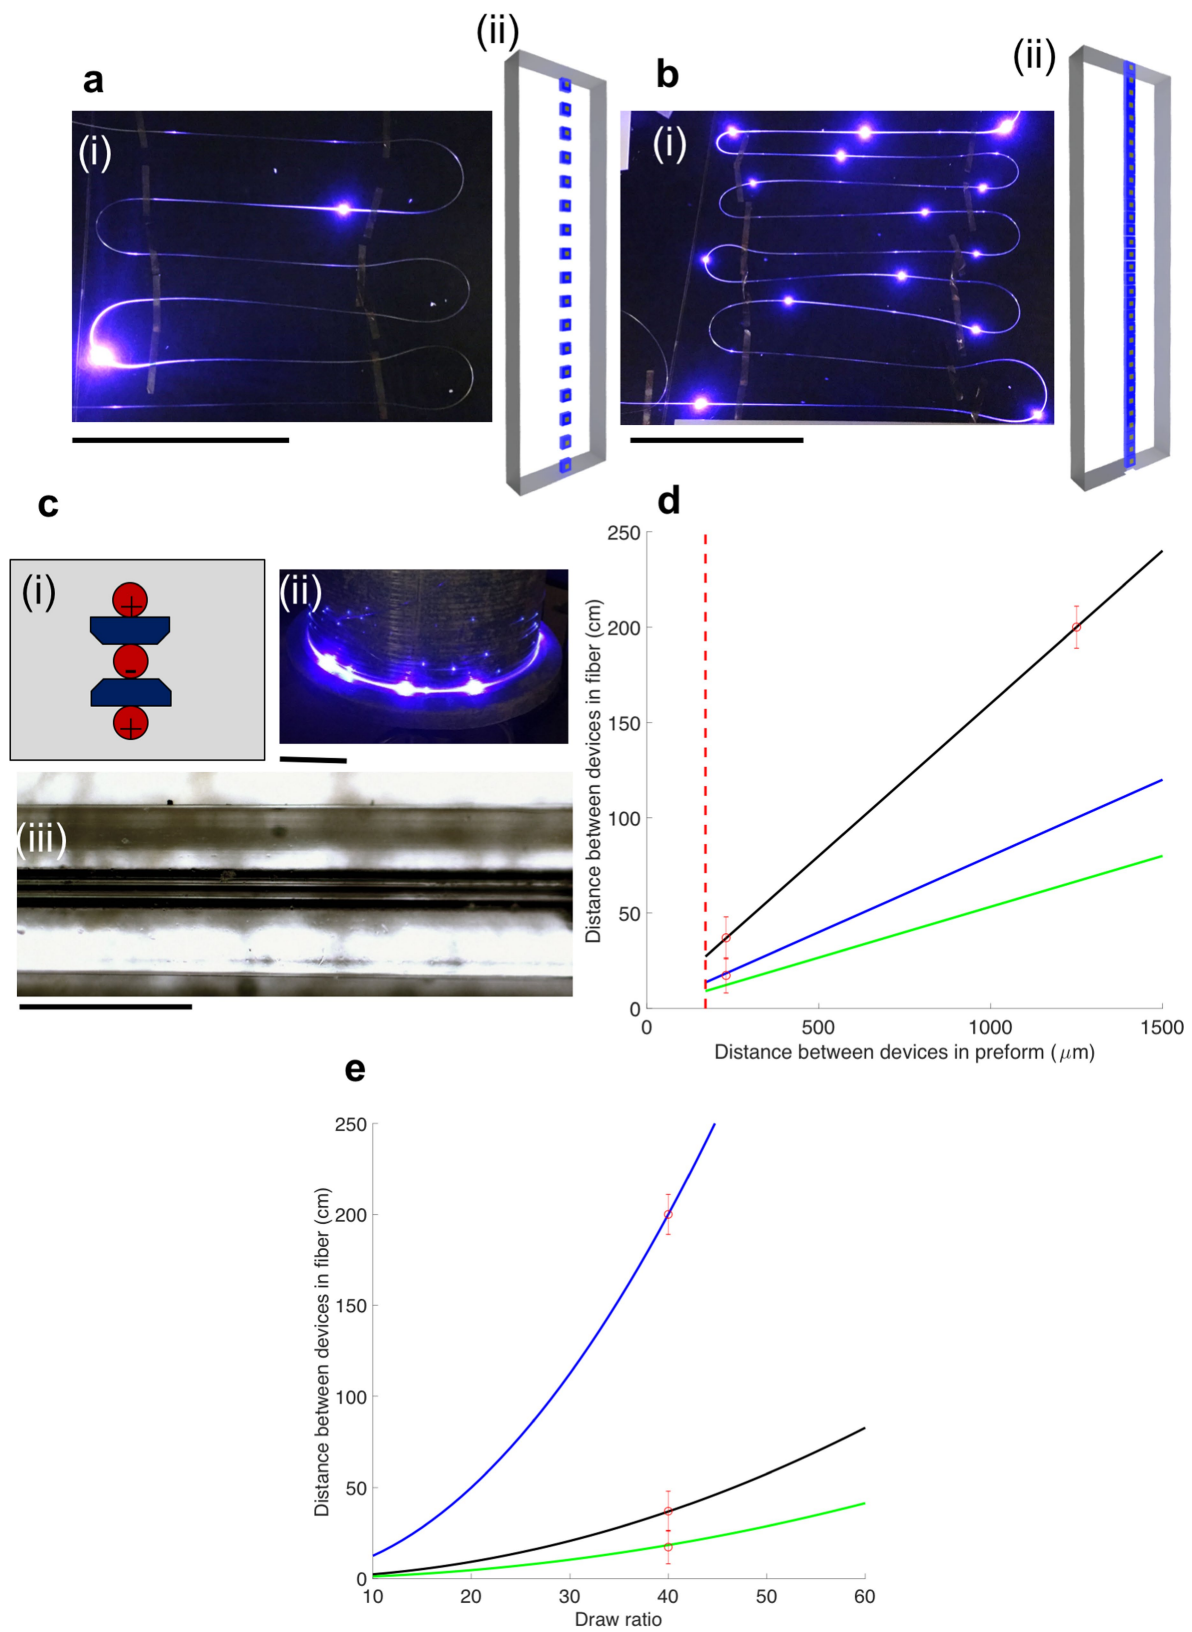 a
(i)
(ii)
b
(i)
(ii)
c
(i)
+
-
+
(ii)
(iii)
d
Distance between devices in fiber (cm)
250
200
150
100
50
0
0 500 1000 1500
Distance between devices in preform (μm)
e
Distance between devices in fiber (cm)
250
200
150
100
50
0
10 20 30 40 50 60
Draw ratio